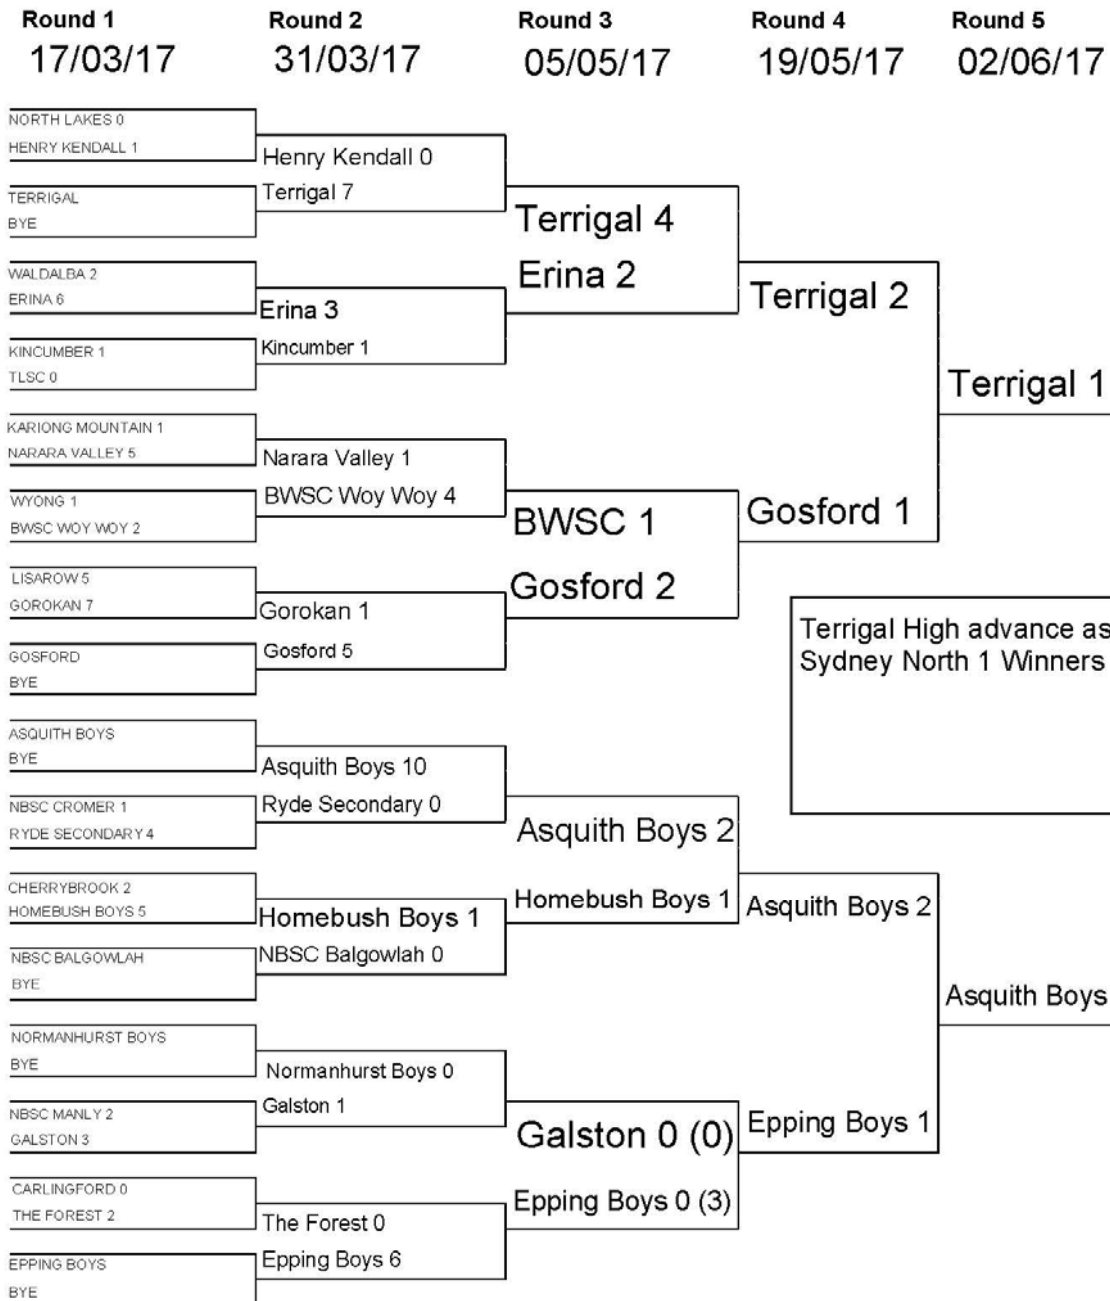 Round 1
17/03/17
Round 2
31/03/17
Round 3
05/05/17
Round 4
19/05/17
Round 5
02/06/17
NORTH LAKES 0
HENRY KENDALL 1
TERRIGAL
BYE
WALDALBA 2
ERINA 6
KINCUMBER 1
TLSC 0
KARIONG MOUNTAIN 1
NARARA VALLEY 5
WYONG 1
BWSC WOY WOY 2
LISAROW 5
GOROKAN 7
GOSFORD
BYE
ASQUITH BOYS
BYE
NBSC CROMER 1
RYDE SECONDARY 4
CHERRYBROOK 2
HOMEBUSH BOYS 5
NBSC BALGOWLAH
BYE
NORMANHURST BOYS
BYE
NBSC MANLY 2
GALSTON 3
CARLINGFORD 0
THE FOREST 2
EPPING BOYS
BYE
Henry Kendall 0
Terrigal 7
Erina 3
Kincumber 1
Narara Valley 1
BWSC Woy Woy 4
Gorokan 1
Gosford 5
Asquith Boys 10
Ryde Secondary 0
Homebush Boys 1
NBSC Balgowlah 0
Normanhurst Boys 0
Galston 1
The Forest 0
Epping Boys 6
Terrigal 4
Erina 2
BWSC 1
Gosford 2
Asquith Boys 2
Homebush Boys 1
Galston 0 (0)
Epping Boys 0 (3)
Terrigal 2
Gosford 1
Asquith Boys 2
Epping Boys 1
Terrigal 1
Asquith Boys
Terrigal High advance as
Sydney North 1 Winners